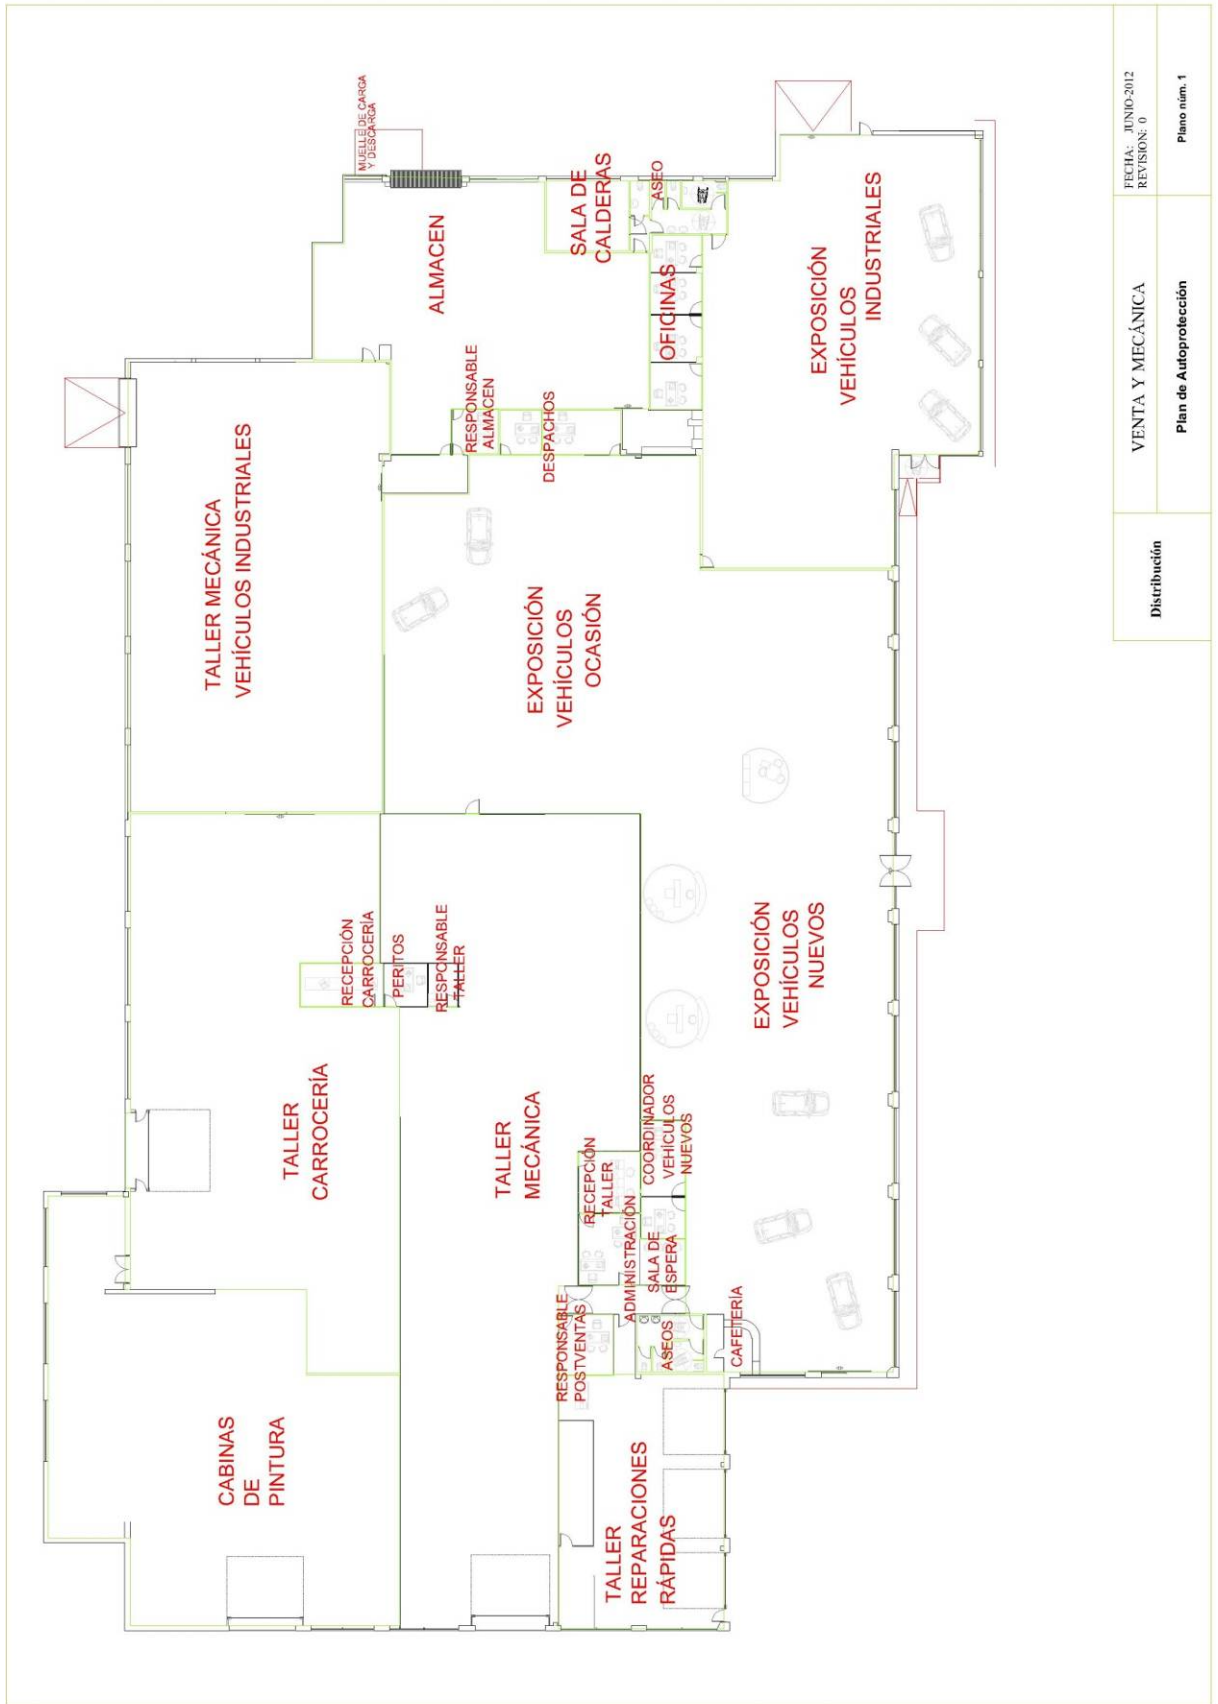 MUELLE DE CARGA
Y DESCARGA
ALMACEN
SALA DE
CALDERAS
ASEO
OFICINAS
EXPOSICIÓN
VEHÍCULOS
INDUSTRIALES
RESPONSABLE
ALMACEN
DESPACHOS
TALLER MECÁNICA
VEHÍCULOS INDUSTRIALES
EXPOSICIÓN
VEHÍCULOS
OCASIÓN
RECEPCIÓN
CARROCERÍA
PERITOS
RESPONSABLE
TALLER
EXPOSICIÓN
VEHÍCULOS
NUEVOS
TALLER
CARROCERÍA
TALLER
MECÁNICA
RECEPCIÓN
TALLER
COORDINADOR
VEHÍCULOS
NUEVOS
ADMINISTRACIÓN
SALA DE
ESPERA
RESPONSABLE
POSTVENTAS
ASEOS
CAFETERÍA
CABINAS
DE
PINTURA
TALLER
REPARACIONES
RÁPIDAS
Distribución
VENTA Y MECÁNICA
Plan de Autoprotección
FECHA: JUNIO-2012
REVISION: 0
Plano núm. 1